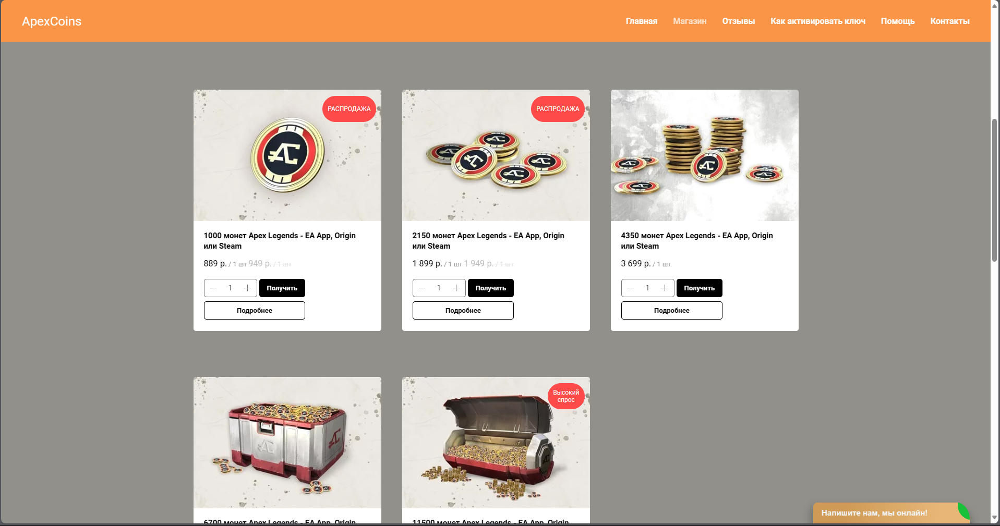 ApexCoins
Главная Магазин Отзывы Как активировать ключ Помощь Контакты
РАСПРОДАЖА
1000 монет Apex Legends - EA App, Origin
или Steam
889 р. / 1 шт 949 р. / 1 шт
1
Получить
Подробнее
РАСПРОДАЖА
2150 монет Apex Legends - EA App, Origin
или Steam
1 899 р. / 1 шт 1 949 р. / 1 шт
1
Получить
Подробнее
4350 монет Apex Legends - EA App, Origin
или Steam
3 699 р. / 1 шт
1
Получить
Подробнее
6700 монет Apex Legends - EA App, Origin
Высокий
спрос
11500 монет Apex Legends - EA App, Origin
Напишите нам, мы онлайн!